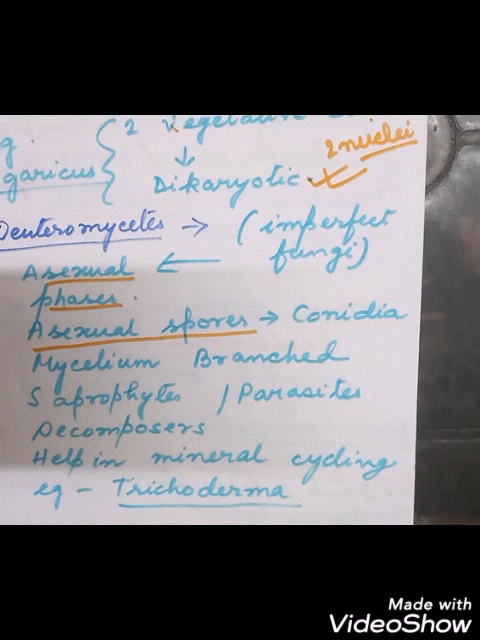 2 Vegetative
g. 2 nuclei
garicus → Dikaryotic
Deuteromycetes → (imperfect fungi)
Asexual ←
phases.
Asexual spores → Conidia
Mycelium Branched
Saprophytes / Parasites
Decomposers
Help in mineral cycling
eg - Trichoderma
Made with
VideoShow